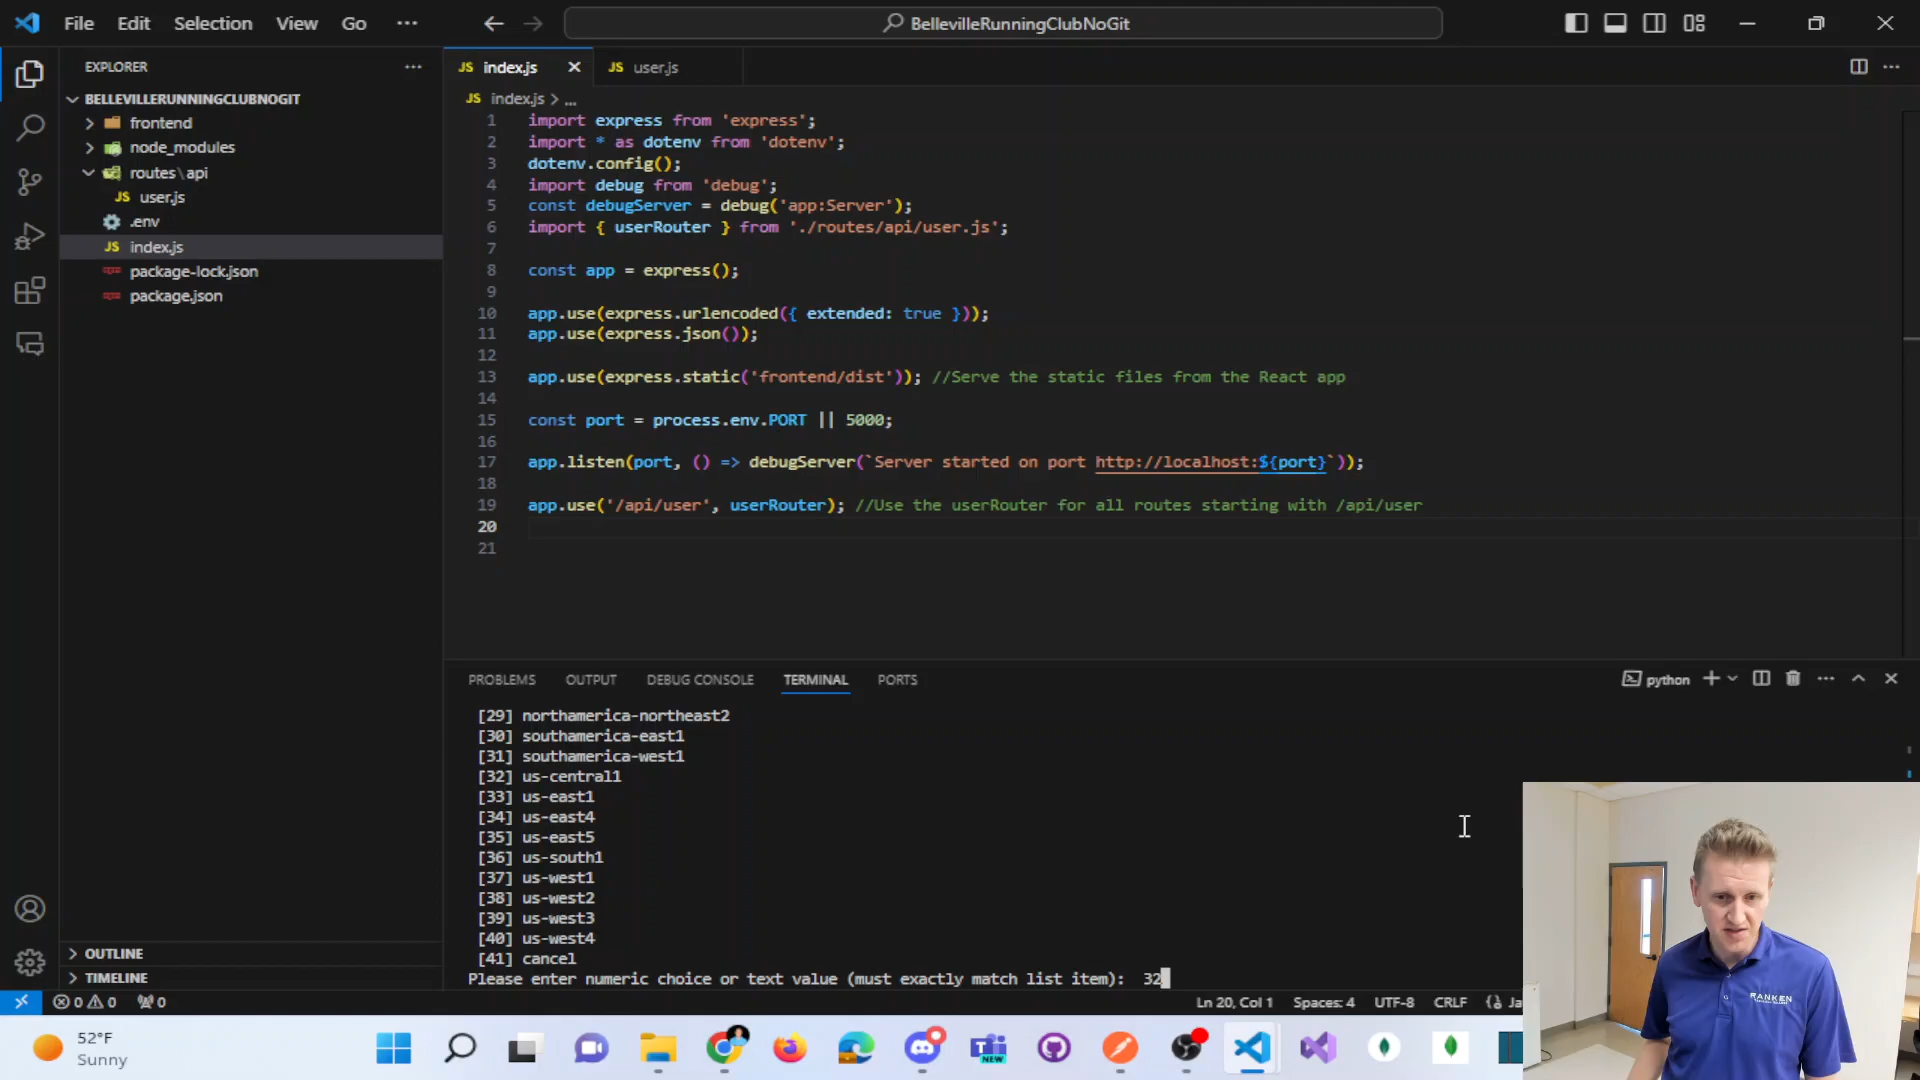 File Edit Selection View Go ···
BellevilleRunningClubNoGit
EXPLORER
BELLEVILLERUNNINGCLUBNOGIT
frontend
node_modules
routes\api
JS user.js
.env
JS index.js
package-lock.json
package.json
OUTLINE
TIMELINE
JS index.js JS user.js
JS index.js > ...
1 import express from 'express';
2 import * as dotenv from 'dotenv';
3 dotenv.config();
4 import debug from 'debug';
5 const debugServer = debug('app:Server');
6 import { userRouter } from './routes/api/user.js';
7
8 const app = express();
9
10 app.use(express.urlencoded({ extended: true }));
11 app.use(express.json());
12
13 app.use(express.static('frontend/dist')); //Serve the static files from the React app
14
15 const port = process.env.PORT || 5000;
16
17 app.listen(port, () => debugServer(`Server started on port http://localhost:${port}`));
18
19 app.use('/api/user', userRouter); //Use the userRouter for all routes starting with /api/user
20
21
PROBLEMS OUTPUT DEBUG CONSOLE TERMINAL PORTS
python
[29] northamerica-northeast2
[30] southamerica-east1
[31] southamerica-west1
[32] us-central1
[33] us-east1
[34] us-east4
[35] us-east5
[36] us-south1
[37] us-west1
[38] us-west2
[39] us-west3
[40] us-west4
[41] cancel
Please enter numeric choice or text value (must exactly match list item): 32
0 0 0
Ln 20, Col 1 Spaces: 4 UTF-8 CRLF {} Ja
RANKEN
52°F
Sunny
NEW